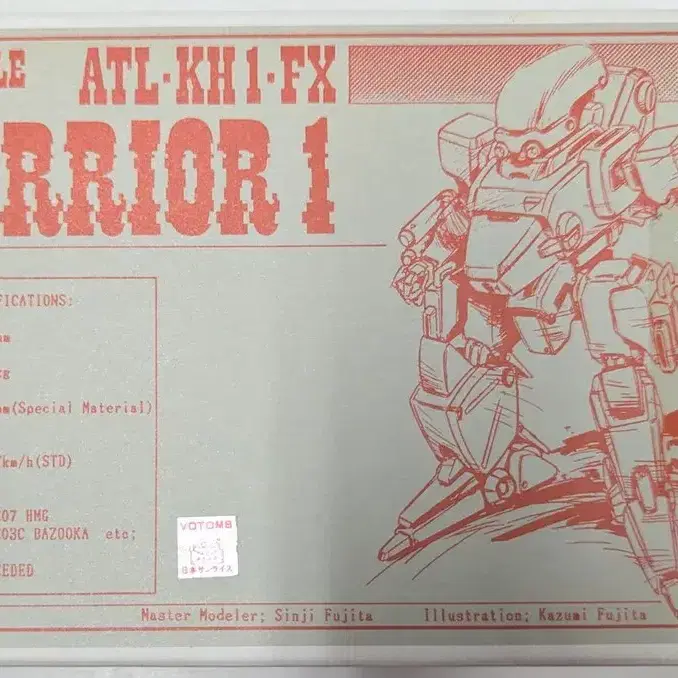 LE ATL·KH1·FX
RRIOR 1
FICATIONS:
m(Special Material)
km/h(STD)
07 HMG
03C BAZOOKA etc;
EDED
VOTOMS
日本サンライズ
Master Modeler; Sinji Fujita
Illustration; Kazumi Fujita